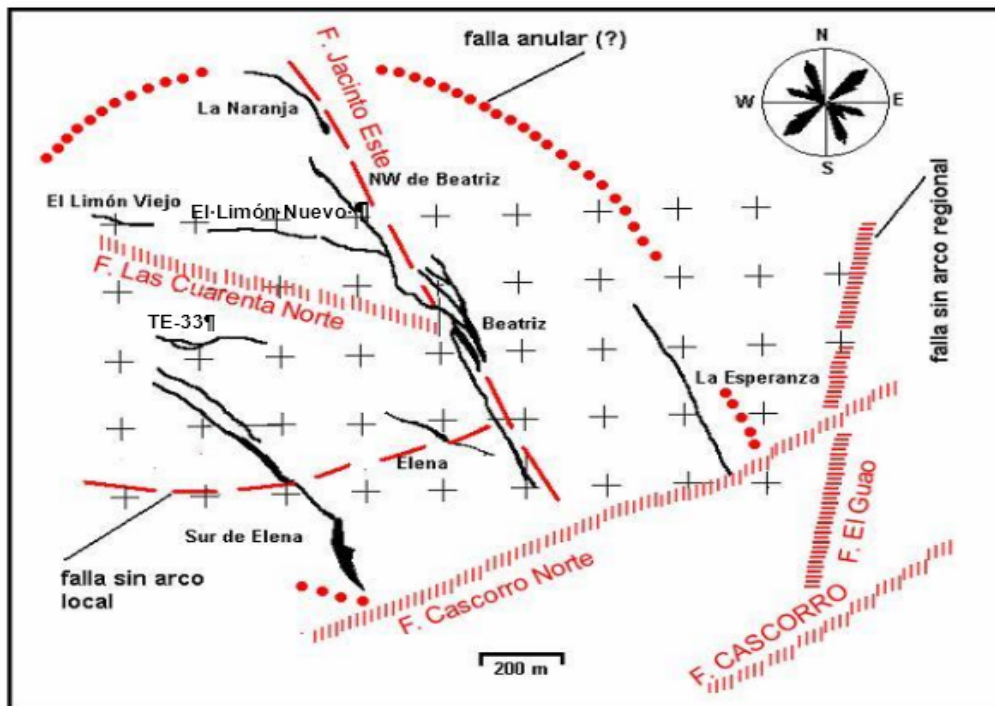 falla anular (?)
N
W
E
S
F. Jacinto Este
La Naranja
NW de Beatriz
El Limón Viejo
El·Limón·Nuevo·¶
F. Las Cuarenta Norte
TE-33¶
Beatriz
falla sin arco regional
La Esperanza
Elena
Sur de Elena
F. El Guao
falla sin arco
local
F. Cascorro Norte
F. CASCORRO
200 m